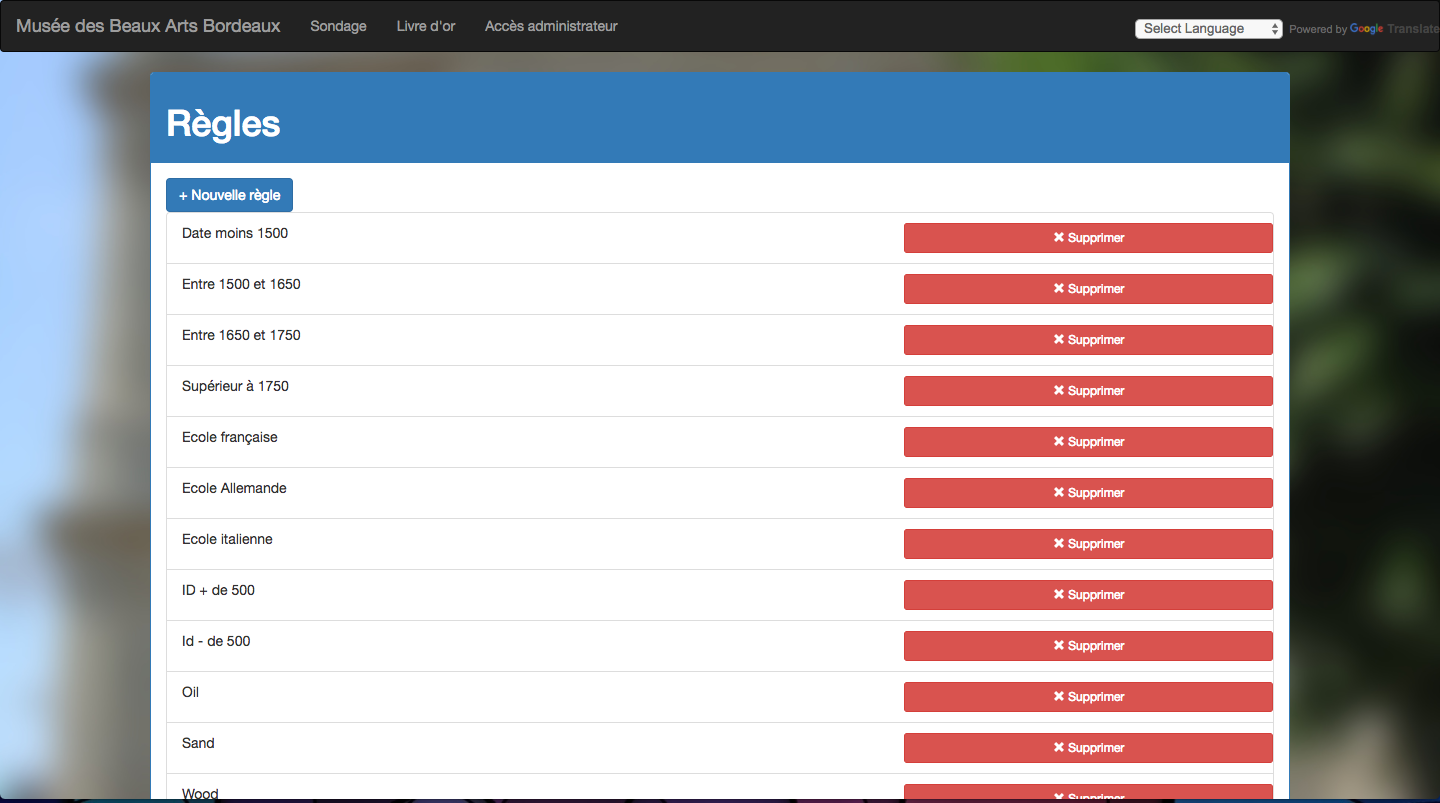 Musée des Beaux Arts Bordeaux Sondage Livre d'or Accès administrateur Select Language Powered by Google Translate
Règles
+ Nouvelle règle
Date moins 1500 ✖ Supprimer
Entre 1500 et 1650 ✖ Supprimer
Entre 1650 et 1750 ✖ Supprimer
Supérieur à 1750 ✖ Supprimer
Ecole française ✖ Supprimer
Ecole Allemande ✖ Supprimer
Ecole italienne ✖ Supprimer
ID + de 500 ✖ Supprimer
Id - de 500 ✖ Supprimer
Oil ✖ Supprimer
Sand ✖ Supprimer
Wood ✖ Supprimer